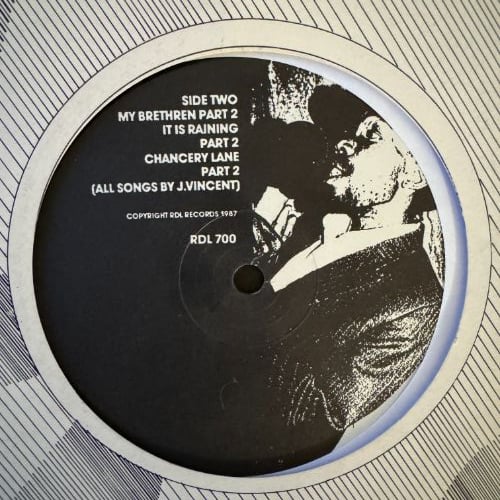 SIDE TWO
MY BRETHREN PART 2
IT IS RAINING
PART 2
CHANCERY LANE
PART 2
(ALL SONGS BY J.VINCENT)
COPYRIGHT RDL RECORDS 1987
RDL 700